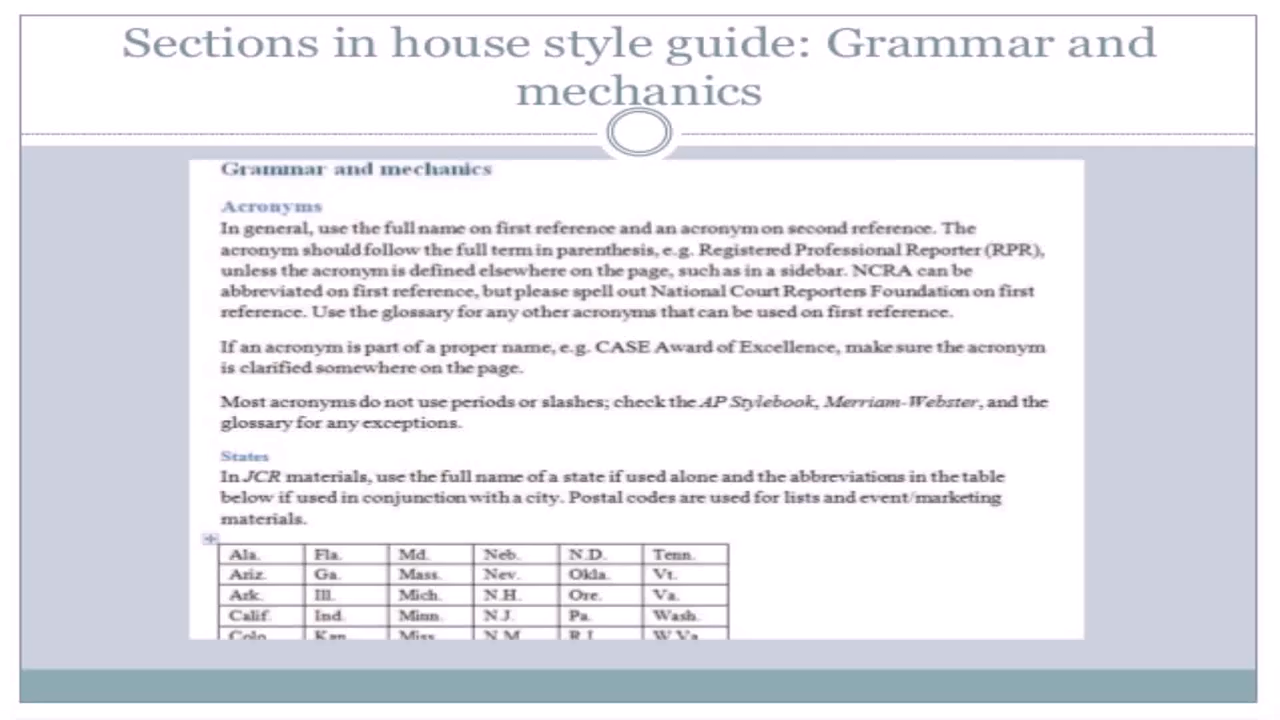 Sections in house style guide: Grammar and
mechanics
Grammar and mechanics
Acronyms
In general, use the full name on first reference and an acronym on second reference. The
acronym should follow the full term in parenthesis, e.g. Registered Professional Reporter (RPR),
unless the acronym is defined elsewhere on the page, such as in a sidebar. NCRA can be
abbreviated on first reference, but please spell out National Court Reporters Foundation on first
reference. Use the glossary for any other acronyms that can be used on first reference.
If an acronym is part of a proper name, e.g. CASE Award of Excellence, make sure the acronym
is clarified somewhere on the page.
Most acronyms do not use periods or slashes; check the AP Stylebook, Merriam-Webster, and the
glossary for any exceptions.
States
In JCR materials, use the full name of a state if used alone and the abbreviations in the table
below if used in conjunction with a city. Postal codes are used for lists and event/marketing
materials.
Ala. Fla. Md. Neb. N.D. Tenn.
Ariz. Ga. Mass. Nev. Okla. Vt.
Ark. Ill. Mich. N.H. Ore. Va.
Calif. Ind. Minn. N.J. Pa. Wash.
Colo. Kan. Miss. N.M. R.I. W.Va.